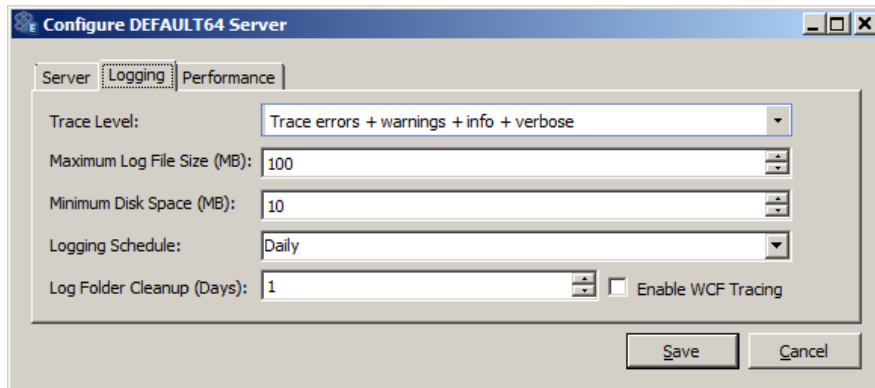 Configure DEFAULT64 Server
Server Logging Performance
Trace Level: Trace errors + warnings + info + verbose
Maximum Log File Size (MB): 100
Minimum Disk Space (MB): 10
Logging Schedule: Daily
Log Folder Cleanup (Days): 1 Enable WCF Tracing
Save Cancel